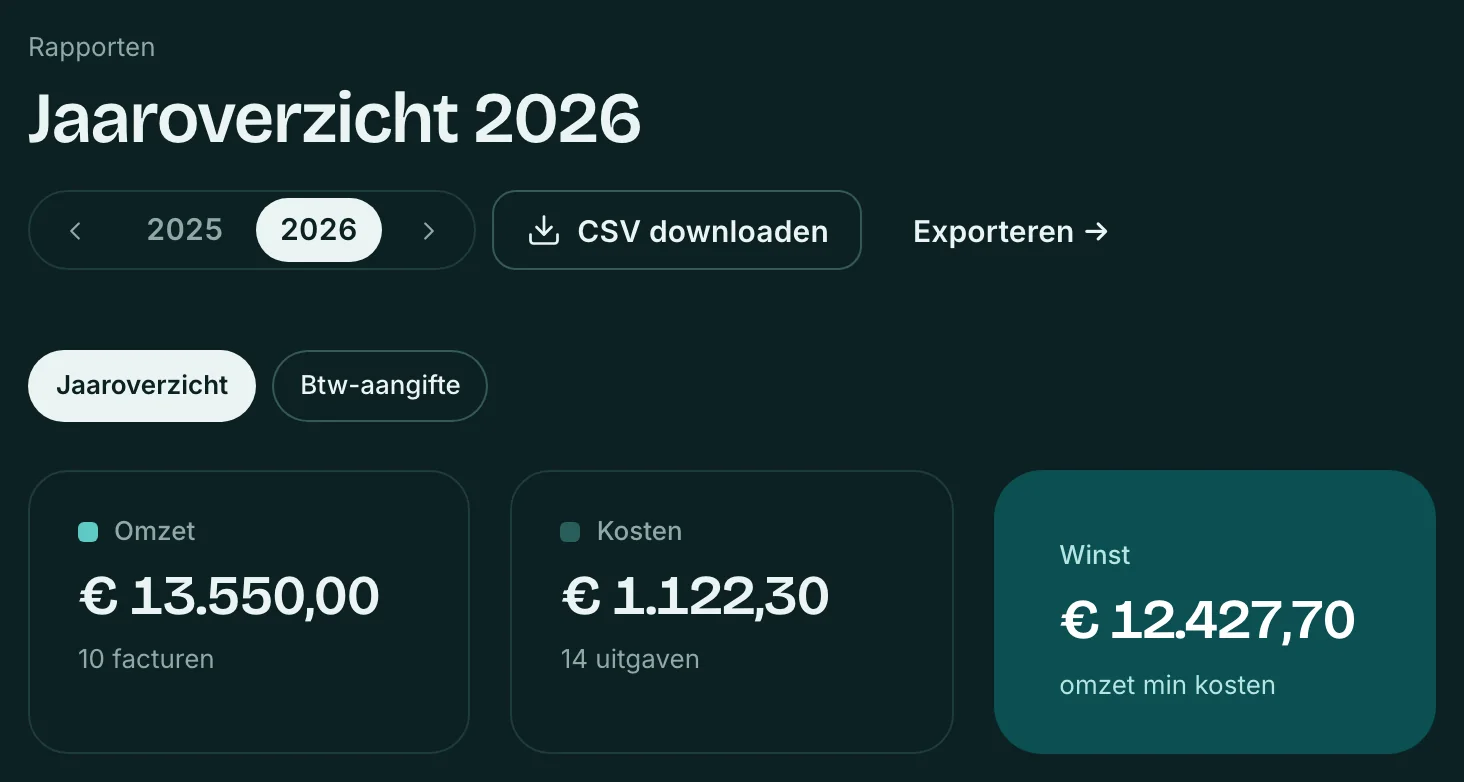 Rapporten
Jaaroverzicht 2026
2025 2026 CSV downloaden Exporteren →
Jaaroverzicht Btw-aangifte
Omzet
€ 13.550,00
10 facturen
Kosten
€ 1.122,30
14 uitgaven
Winst
€ 12.427,70
omzet min kosten